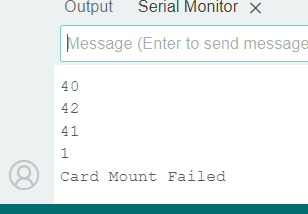 Output Serial Monitor ×
Message (Enter to send message
40
42
41
1
Card Mount Failed